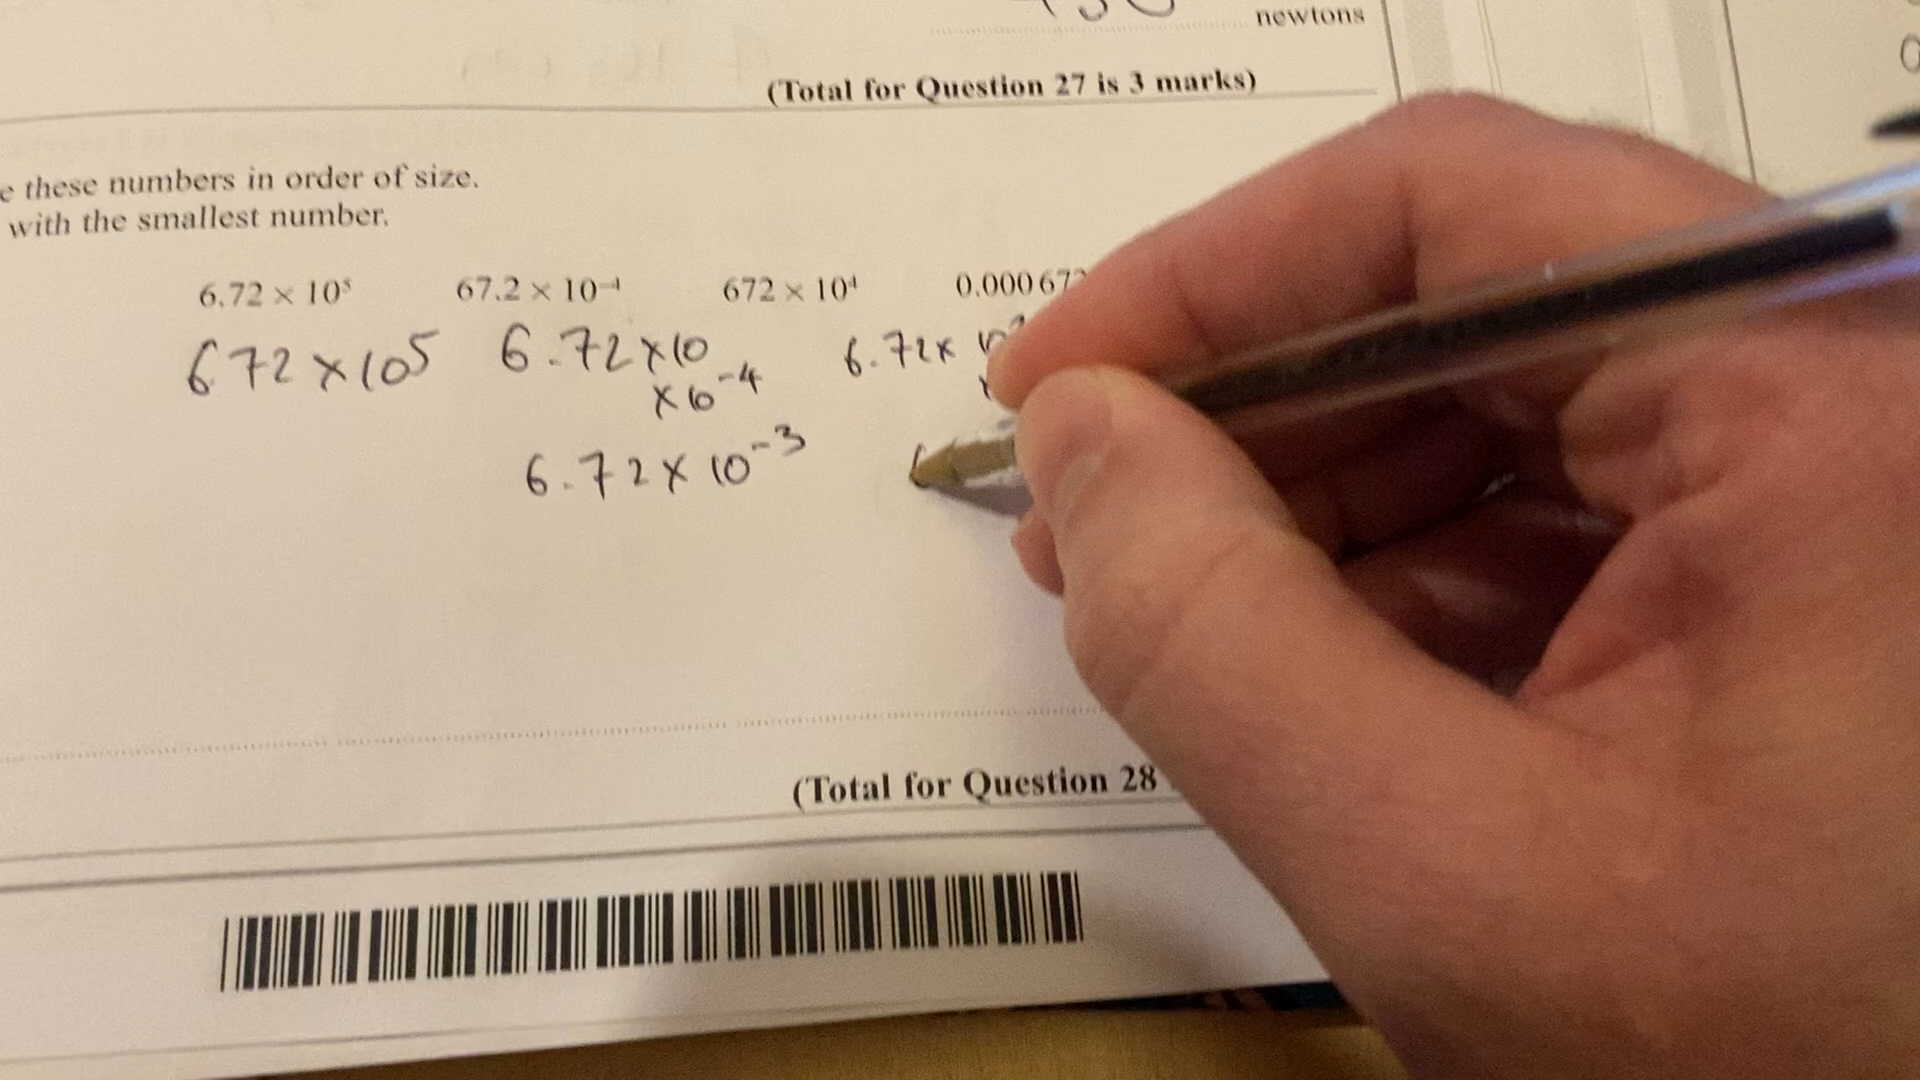 newtons
(Total for Question 27 is 3 marks)
these numbers in order of size.
with the smallest number.
6.72 × 10⁵ 67.2 × 10⁻⁴ 672 × 10⁴ 0.000672
672 × 10⁵ 6.72 × 10 6.72 ×
× 10⁻⁴
6.72 × 10⁻³
(Total for Question 28